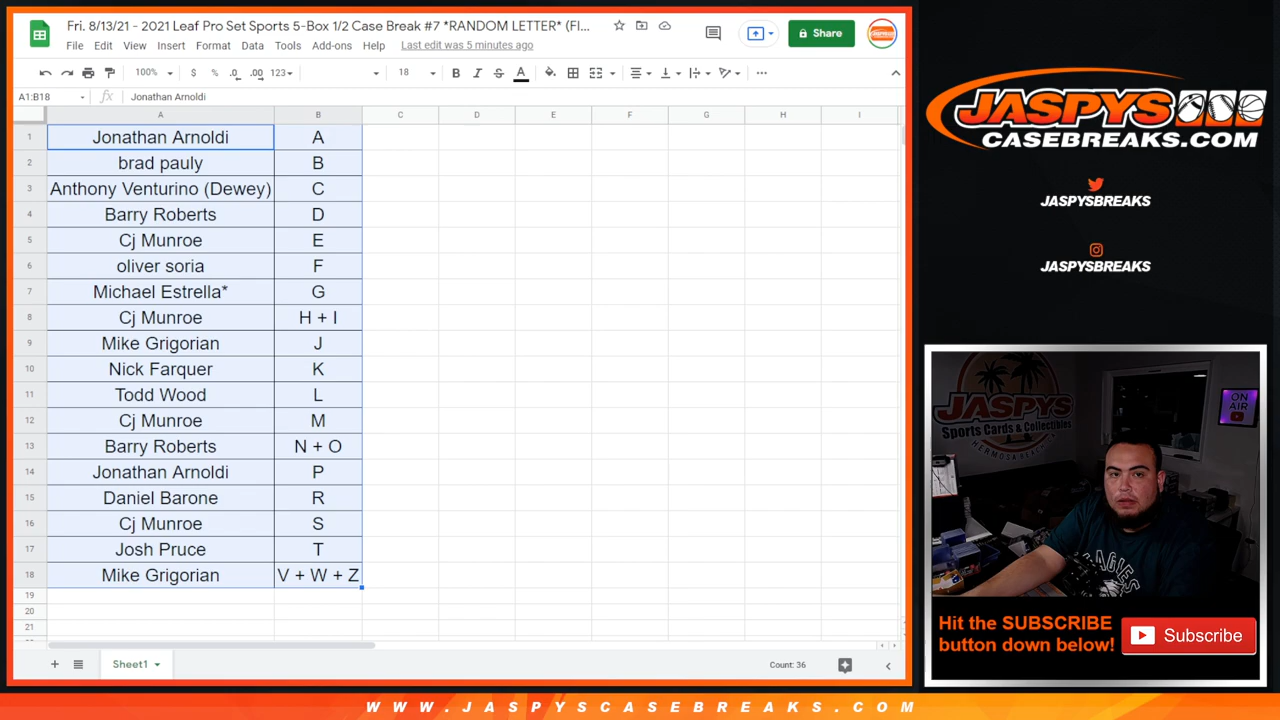 Fri. 8/13/21 - 2021 Leaf Pro Set Sports 5-Box 1/2 Case Break #7 *RANDOM LETTER* (FI...
Share
File Edit View Insert Format Data Tools Add-ons Help Last edit was 5 minutes ago
100% $ % .0 .00 123 18 B I S A
A1:B18 fx Jonathan Arnoldi
A B C D E F G H I
1 Jonathan Arnoldi A
2 brad pauly B
3 Anthony Venturino (Dewey) C
4 Barry Roberts D
5 Cj Munroe E
6 oliver soria F
7 Michael Estrella* G
8 Cj Munroe H + I
9 Mike Grigorian J
10 Nick Farquer K
11 Todd Wood L
12 Cj Munroe M
13 Barry Roberts N + O
14 Jonathan Arnoldi P
15 Daniel Barone R
16 Cj Munroe S
17 Josh Pruce T
18 Mike Grigorian V + W + Z
19
20
21
Sheet1
Count: 36
JASPYS
CASEBREAKS.COM
JASPYSBREAKS
JASPYSBREAKS
JASPYS
Sports Cards & Collectibles
HERMOSA BEACH
ON
AIR
EAGLES
Hit the SUBSCRIBE
button down below!
Subscribe
WWW.JASPYSCASEBREAKS.COM